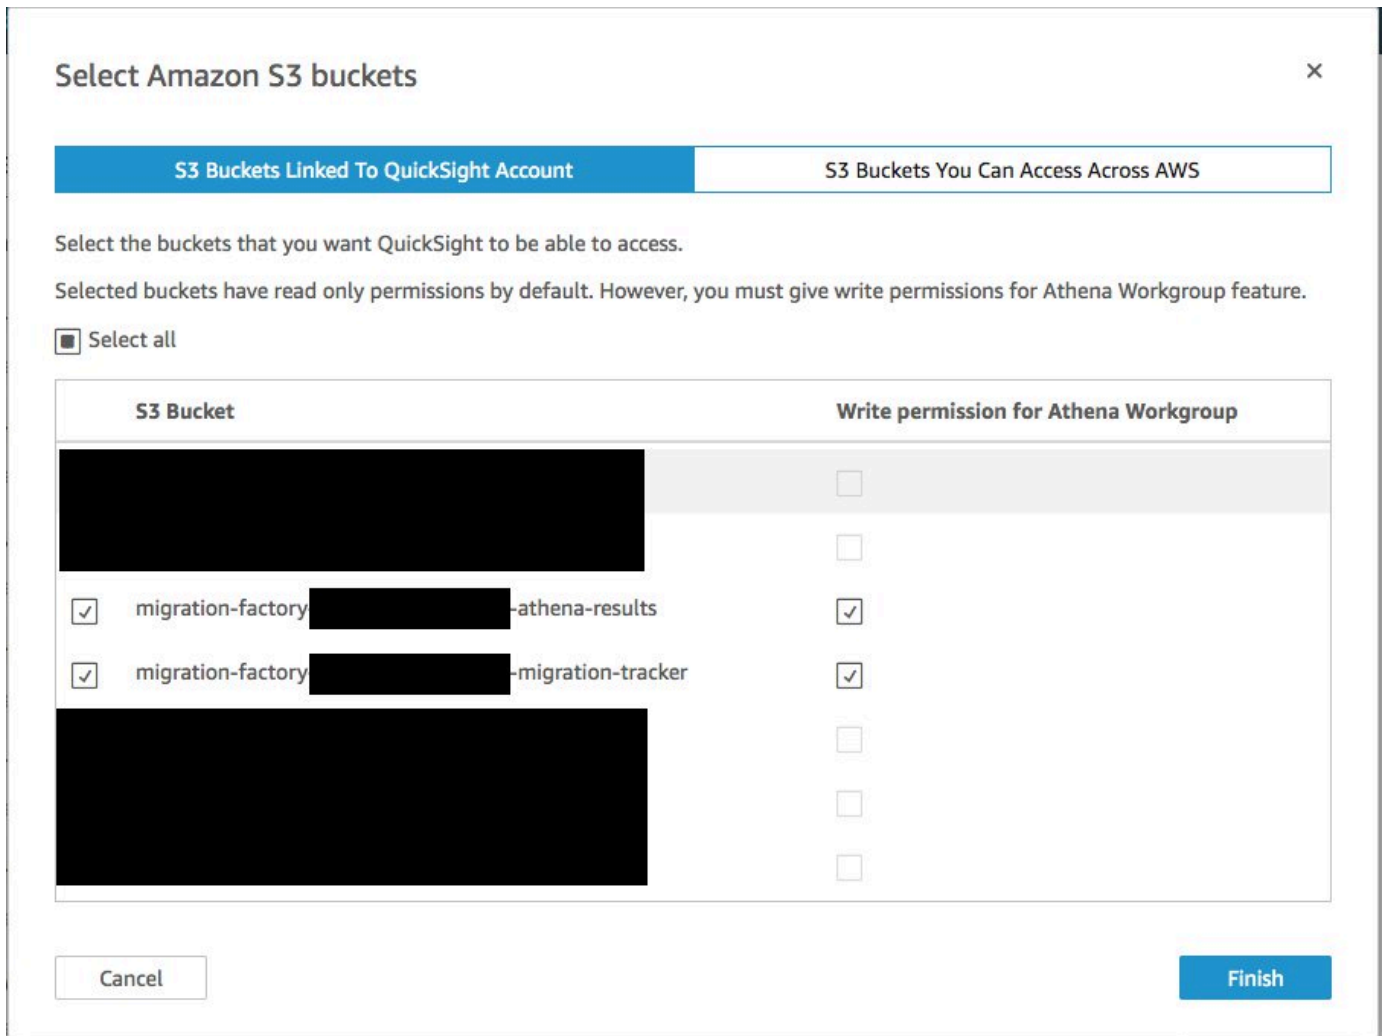 Select Amazon S3 buckets
S3 Buckets Linked To QuickSight Account
S3 Buckets You Can Access Across AWS
Select the buckets that you want QuickSight to be able to access.
Selected buckets have read only permissions by default. However, you must give write permissions for Athena Workgroup feature.
Select all
S3 Bucket
Write permission for Athena Workgroup
migration-factory- -athena-results
migration-factory- -migration-tracker
Cancel
Finish